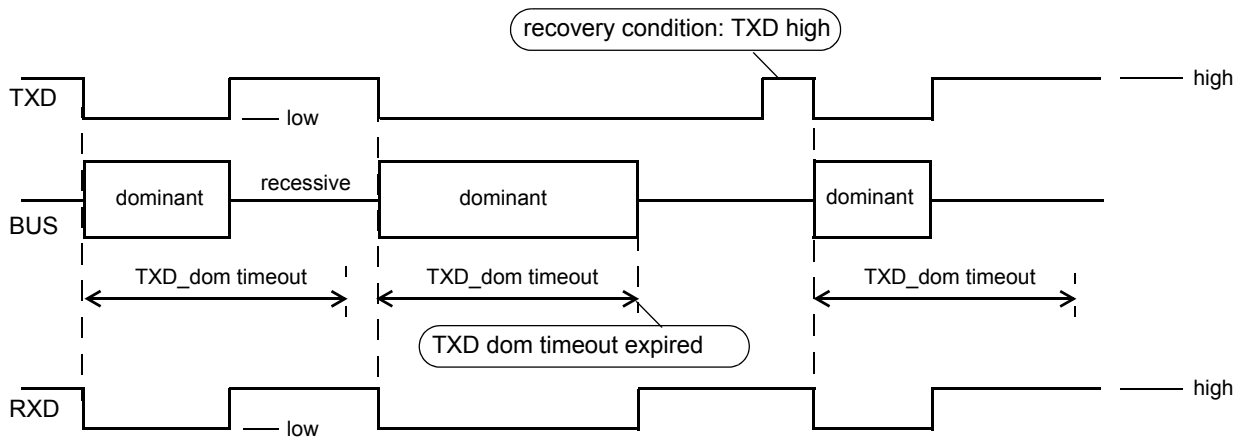 recovery condition: TXD high
TXD
high
low
dominant
recessive
dominant
dominant
BUS
TXD_dom timeout
TXD_dom timeout
TXD_dom timeout
TXD dom timeout expired
high
RXD
low